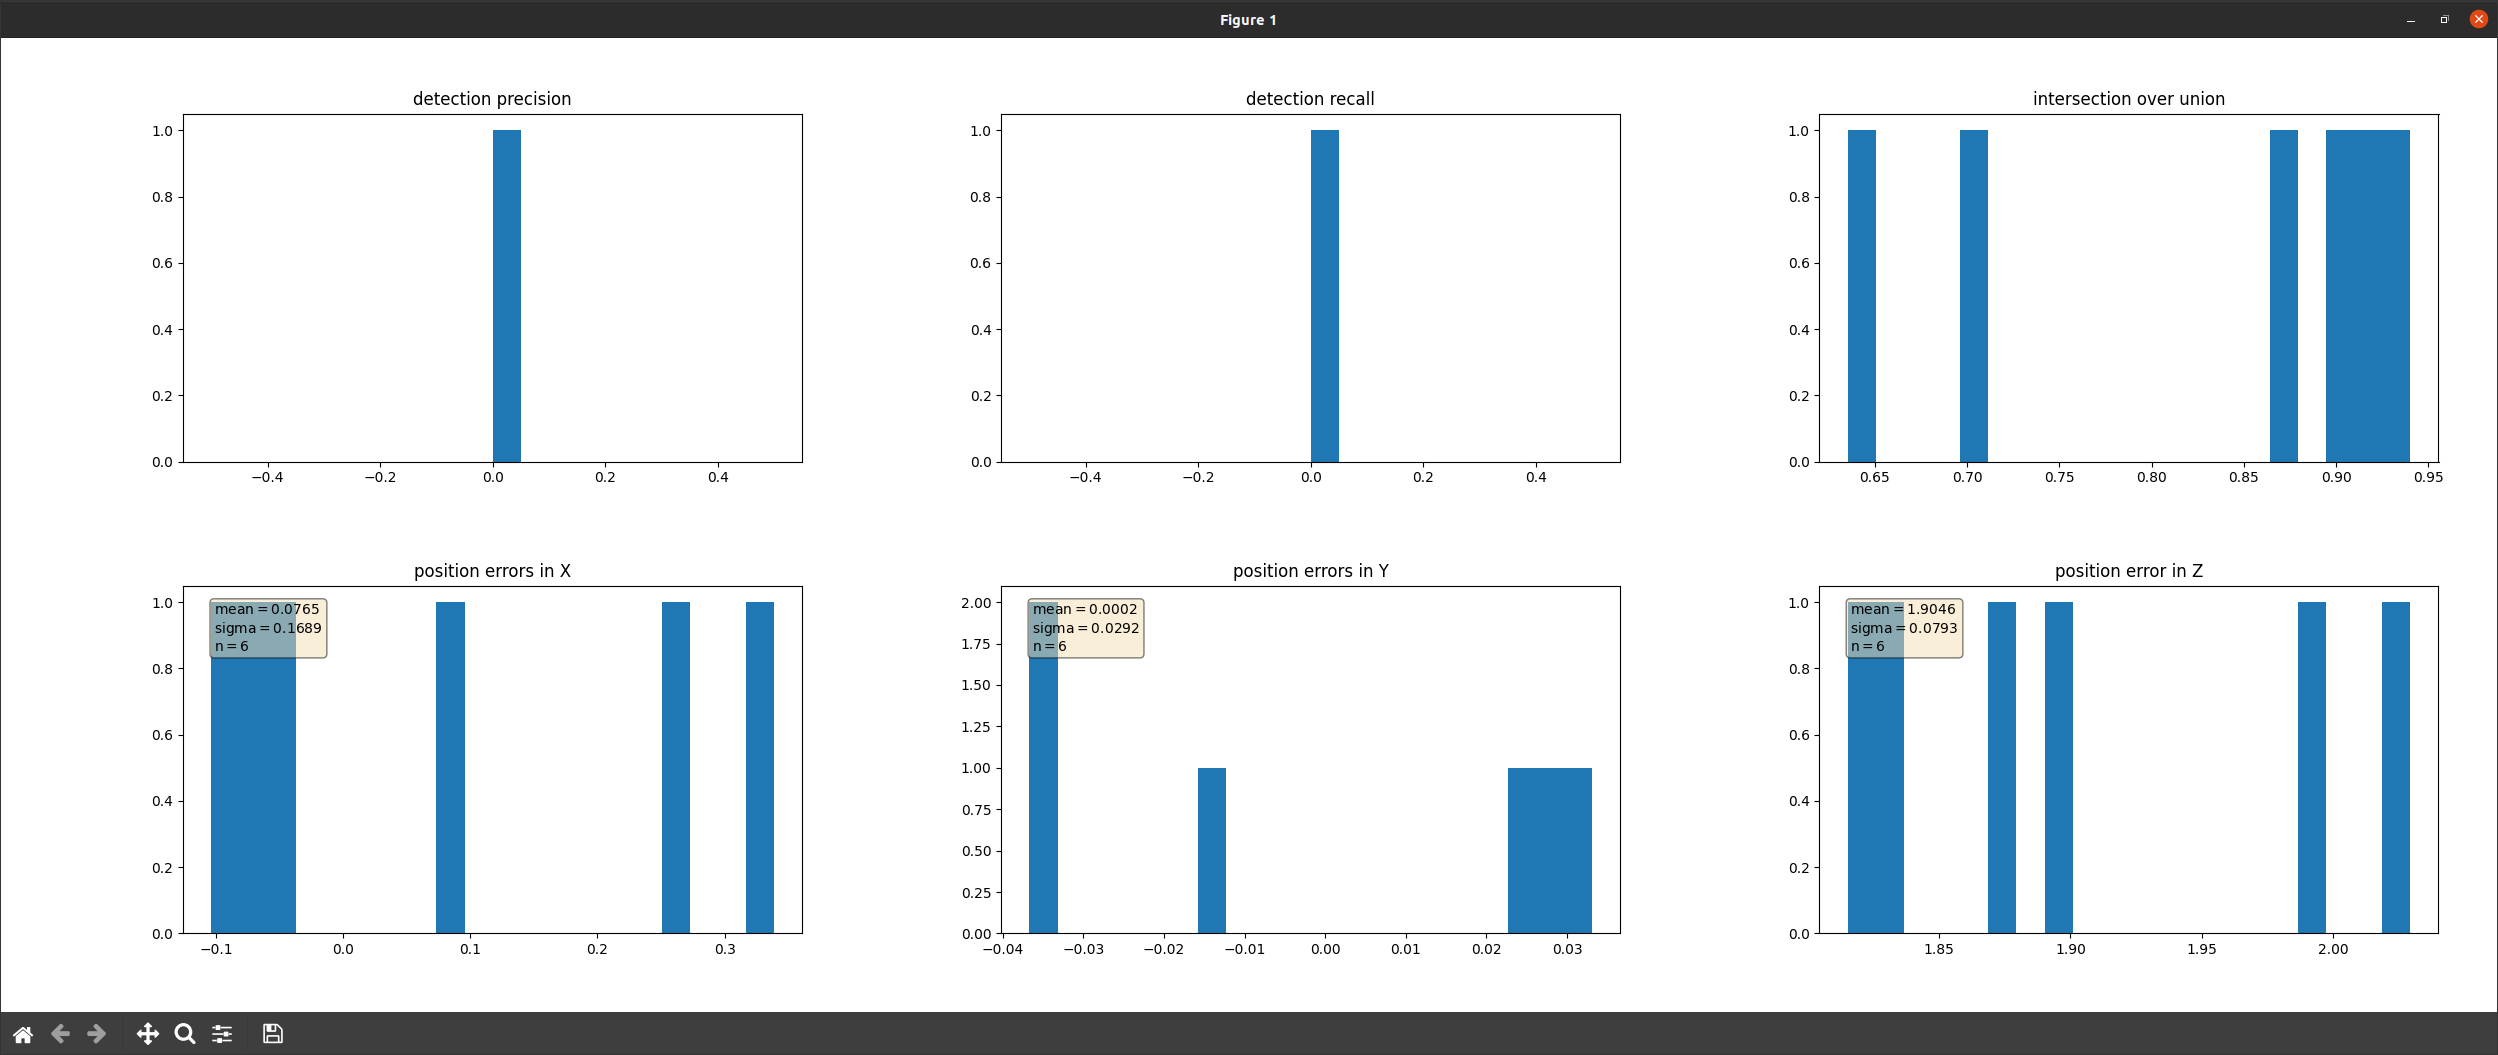 Figure 1
detection precision
1.0
0.8
0.6
0.4
0.2
0.0
−0.4 −0.2 0.0 0.2 0.4
detection recall
1.0
0.8
0.6
0.4
0.2
0.0
−0.4 −0.2 0.0 0.2 0.4
intersection over union
1.0
0.8
0.6
0.4
0.2
0.0
0.65 0.70 0.75 0.80 0.85 0.90 0.95
position errors in X
mean = 0.0765
sigma = 0.1689
n = 6
1.0
0.8
0.6
0.4
0.2
0.0
−0.1 0.0 0.1 0.2 0.3
position errors in Y
mean = 0.0002
sigma = 0.0292
n = 6
2.00
1.75
1.50
1.25
1.00
0.75
0.50
0.25
0.00
−0.04 −0.03 −0.02 −0.01 0.00 0.01 0.02 0.03
position error in Z
mean = 1.9046
sigma = 0.0793
n = 6
1.0
0.8
0.6
0.4
0.2
0.0
1.85 1.90 1.95 2.00